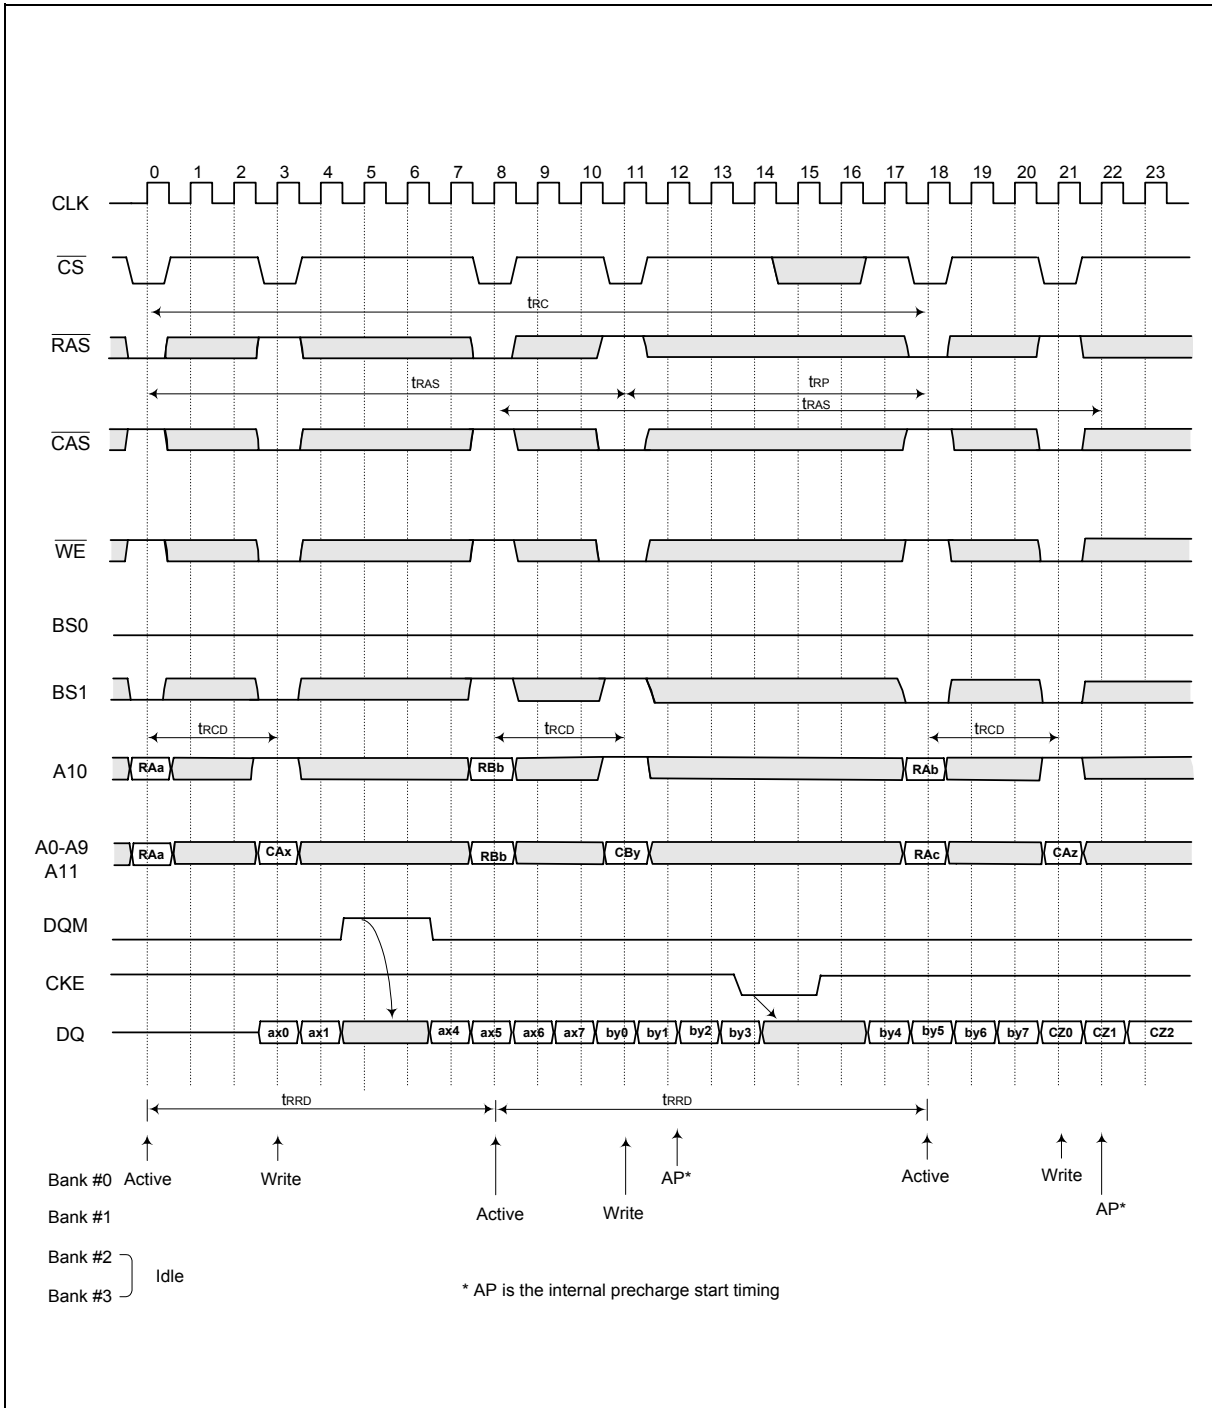 0 1 2 3 4 5 6 7 8 9 10 11 12 13 14 15 16 17 18 19 20 21 22 23
CLK
CS
tRC
RAS
tRAS tRP
tRAS
CAS
WE
BS0
BS1
tRCD tRCD tRCD
A10 RAa RBb RAb
A0-A9 RAa CAx RBb CBy RAc CAz
A11
DQM
CKE
DQ ax0 ax1 ax4 ax5 ax6 ax7 by0 by1 by2 by3 by4 by5 by6 by7 CZ0 CZ1 CZ2
tRRD tRRD
Bank #0 Active Write AP* Active Write
Bank #1 Active Write AP*
Bank #2
Idle
Bank #3
* AP is the internal precharge start timing